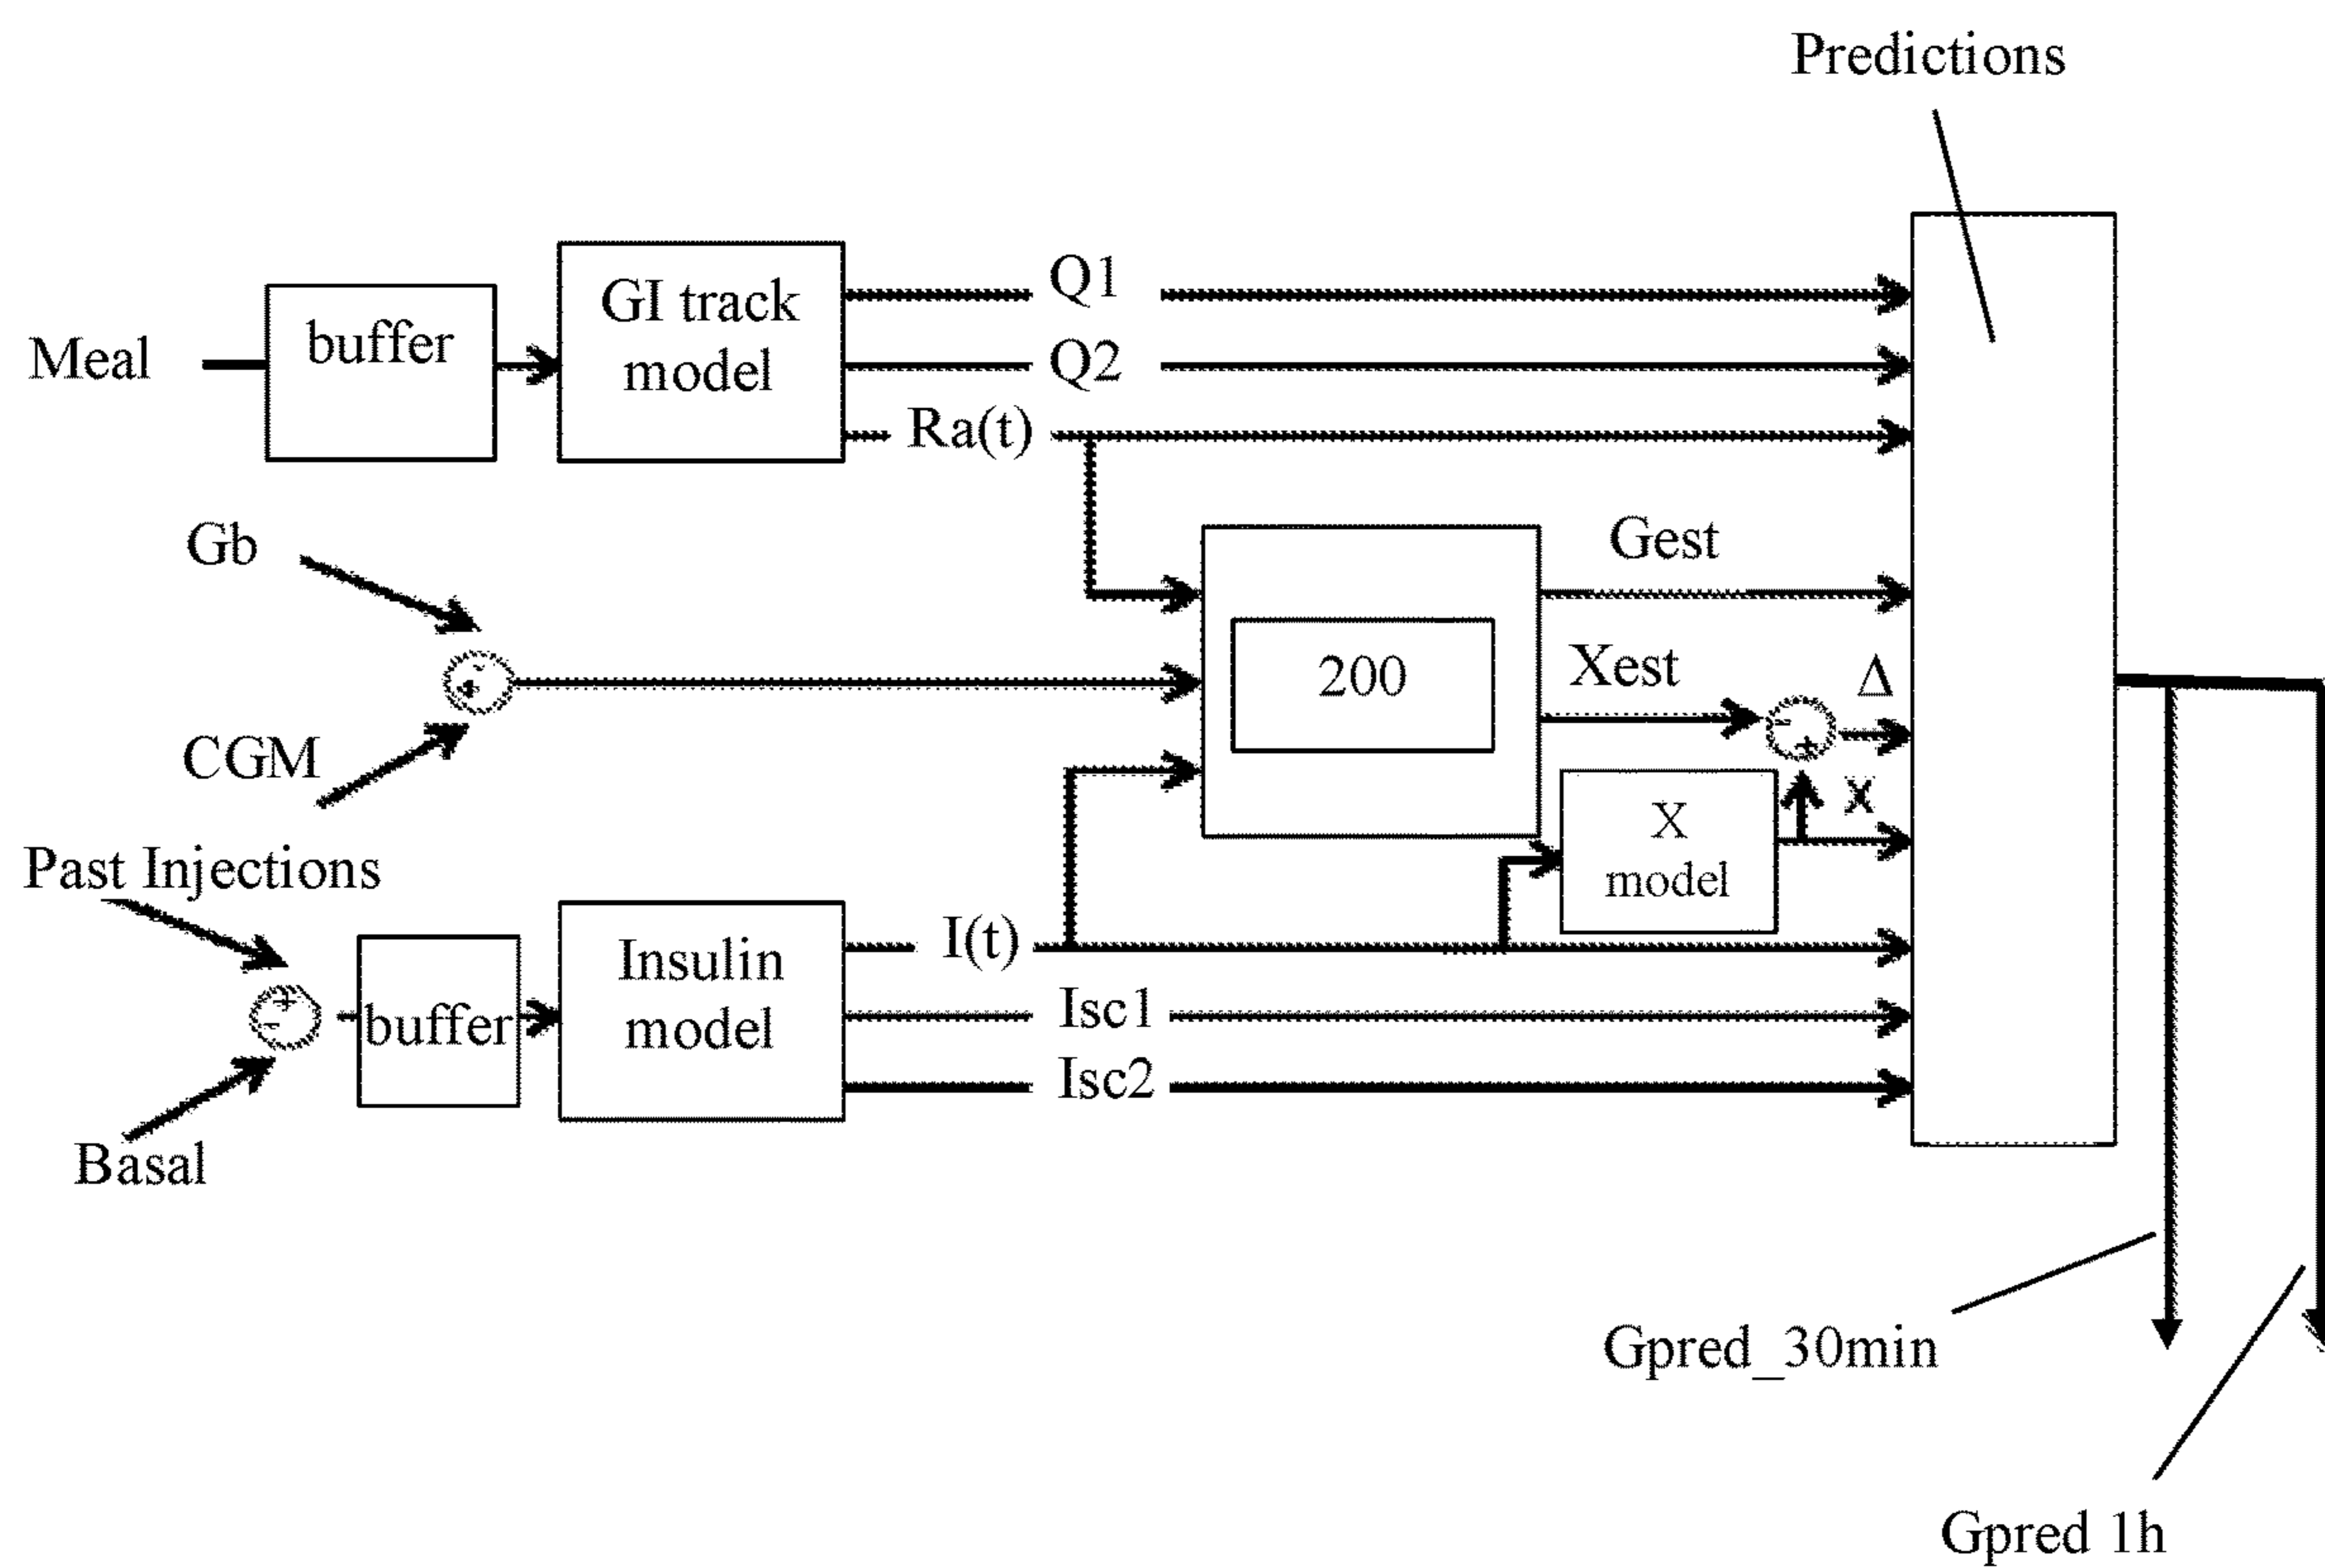 Predictions
Meal
buffer
GI track
model
Q1
Q2
Ra(t)
Gb
CGM
-
+
200
Gest
Xest
Δ
-
+
X
model
X
Past Injections
Basal
+
-
buffer
Insulin
model
I(t)
Isc1
Isc2
Gpred_30min
Gpred 1h